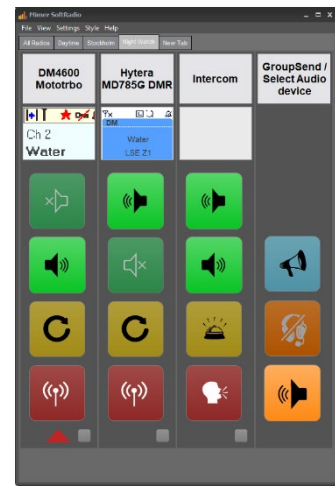 Mimer SoftRadio
File View Settings Style Help
All Radios Daytime Stockholm Night Watch New Tab
DM4600 Mototrbo
Hytera MD785G DMR
Intercom
GroupSend / Select Audio device
Ch 2
Water
Tx
DM
Water
LSE Z1
C C